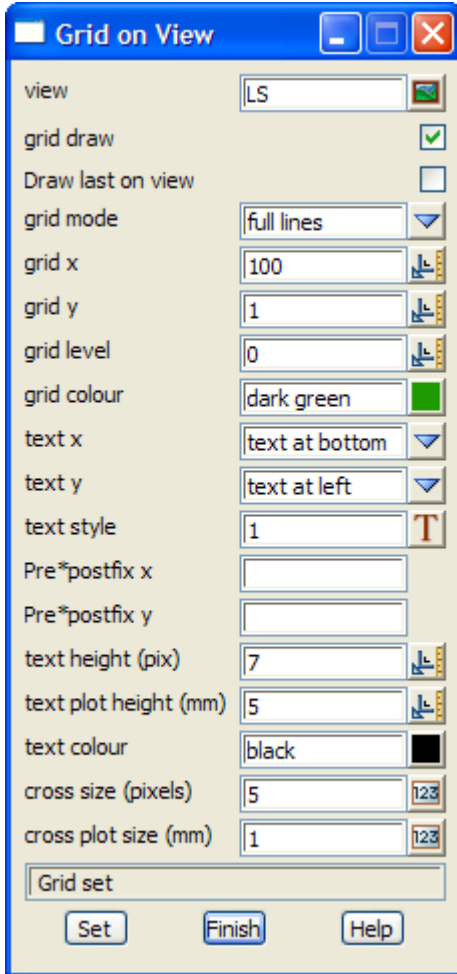 Grid on View
view LS
grid draw
Draw last on view
grid mode full lines
grid x 100
grid y 1
grid level 0
grid colour dark green
text x text at bottom
text y text at left
text style 1 T
Pre*postfix x
Pre*postfix y
text height (pix) 7
text plot height (mm) 5
text colour black
cross size (pixels) 5 123
cross plot size (mm) 1 123
Grid set
Set Finish Help